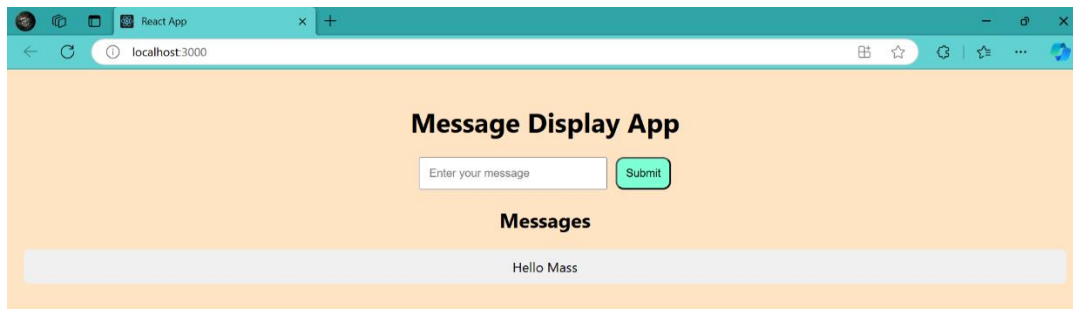 React App
localhost:3000
Message Display App
Enter your message
Submit
Messages
Hello Mass